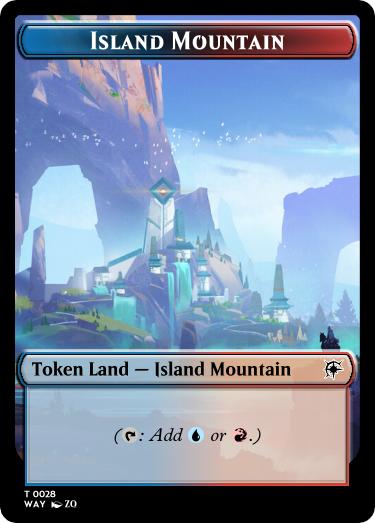 Island Mountain
Token Land — Island Mountain
(: Add or .)
T 0028
WAY ZO